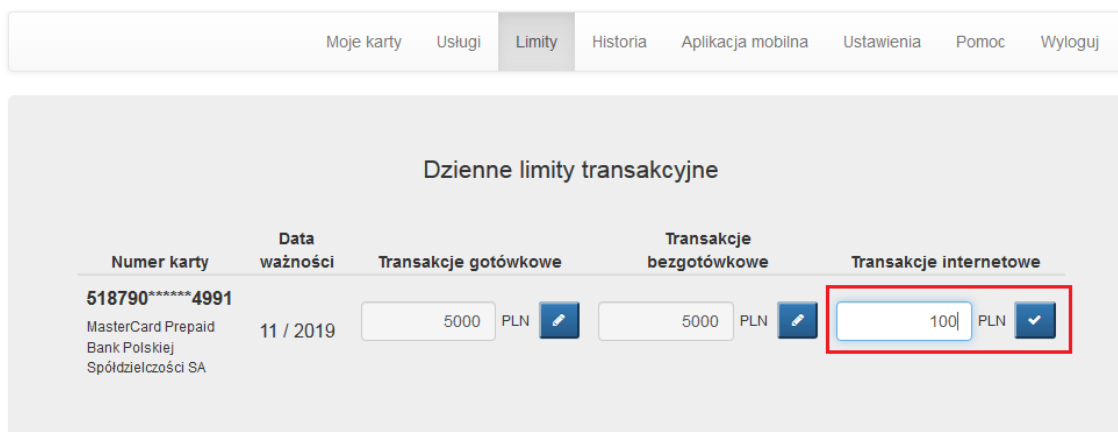 Moje karty Usługi Limity Historia Aplikacja mobilna Ustawienia Pomoc Wyloguj
Dzienne limity transakcyjne
Numer karty Data ważności Transakcje gotówkowe Transakcje bezgotówkowe Transakcje internetowe
518790******4991
MasterCard Prepaid
Bank Polskiej
Spółdzielczości SA
11 / 2019 5000 PLN 5000 PLN 100 PLN